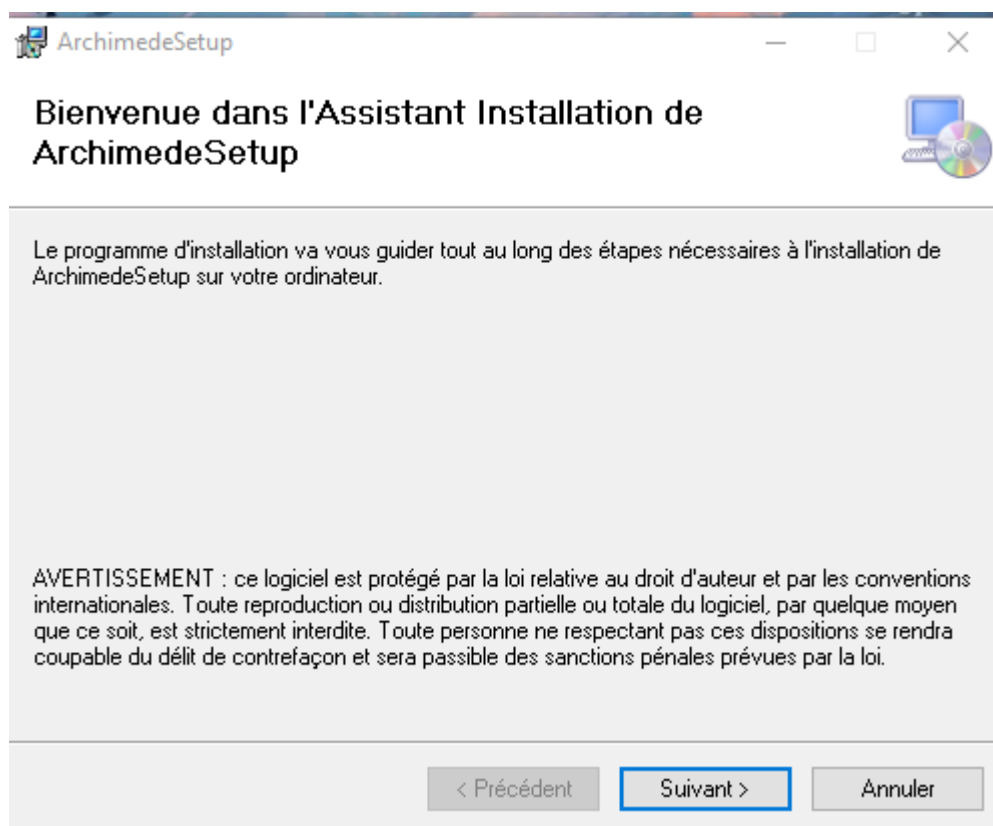 ArchimedeSetup
Bienvenue dans l'Assistant Installation de
ArchimedeSetup
Le programme d'installation va vous guider tout au long des étapes nécessaires à l'installation de
ArchimedeSetup sur votre ordinateur.
AVERTISSEMENT : ce logiciel est protégé par la loi relative au droit d'auteur et par les conventions
internationales. Toute reproduction ou distribution partielle ou totale du logiciel, par quelque moyen
que ce soit, est strictement interdite. Toute personne ne respectant pas ces dispositions se rendra
coupable du délit de contrefaçon et sera passible des sanctions pénales prévues par la loi.
< Précédent Suivant > Annuler